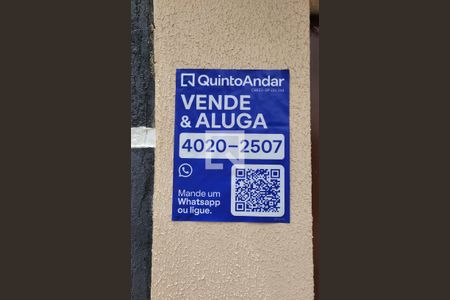 QuintoAndar
VENDE
& ALUGA
4020-2507
Mande um
Whatsapp
ou ligue.